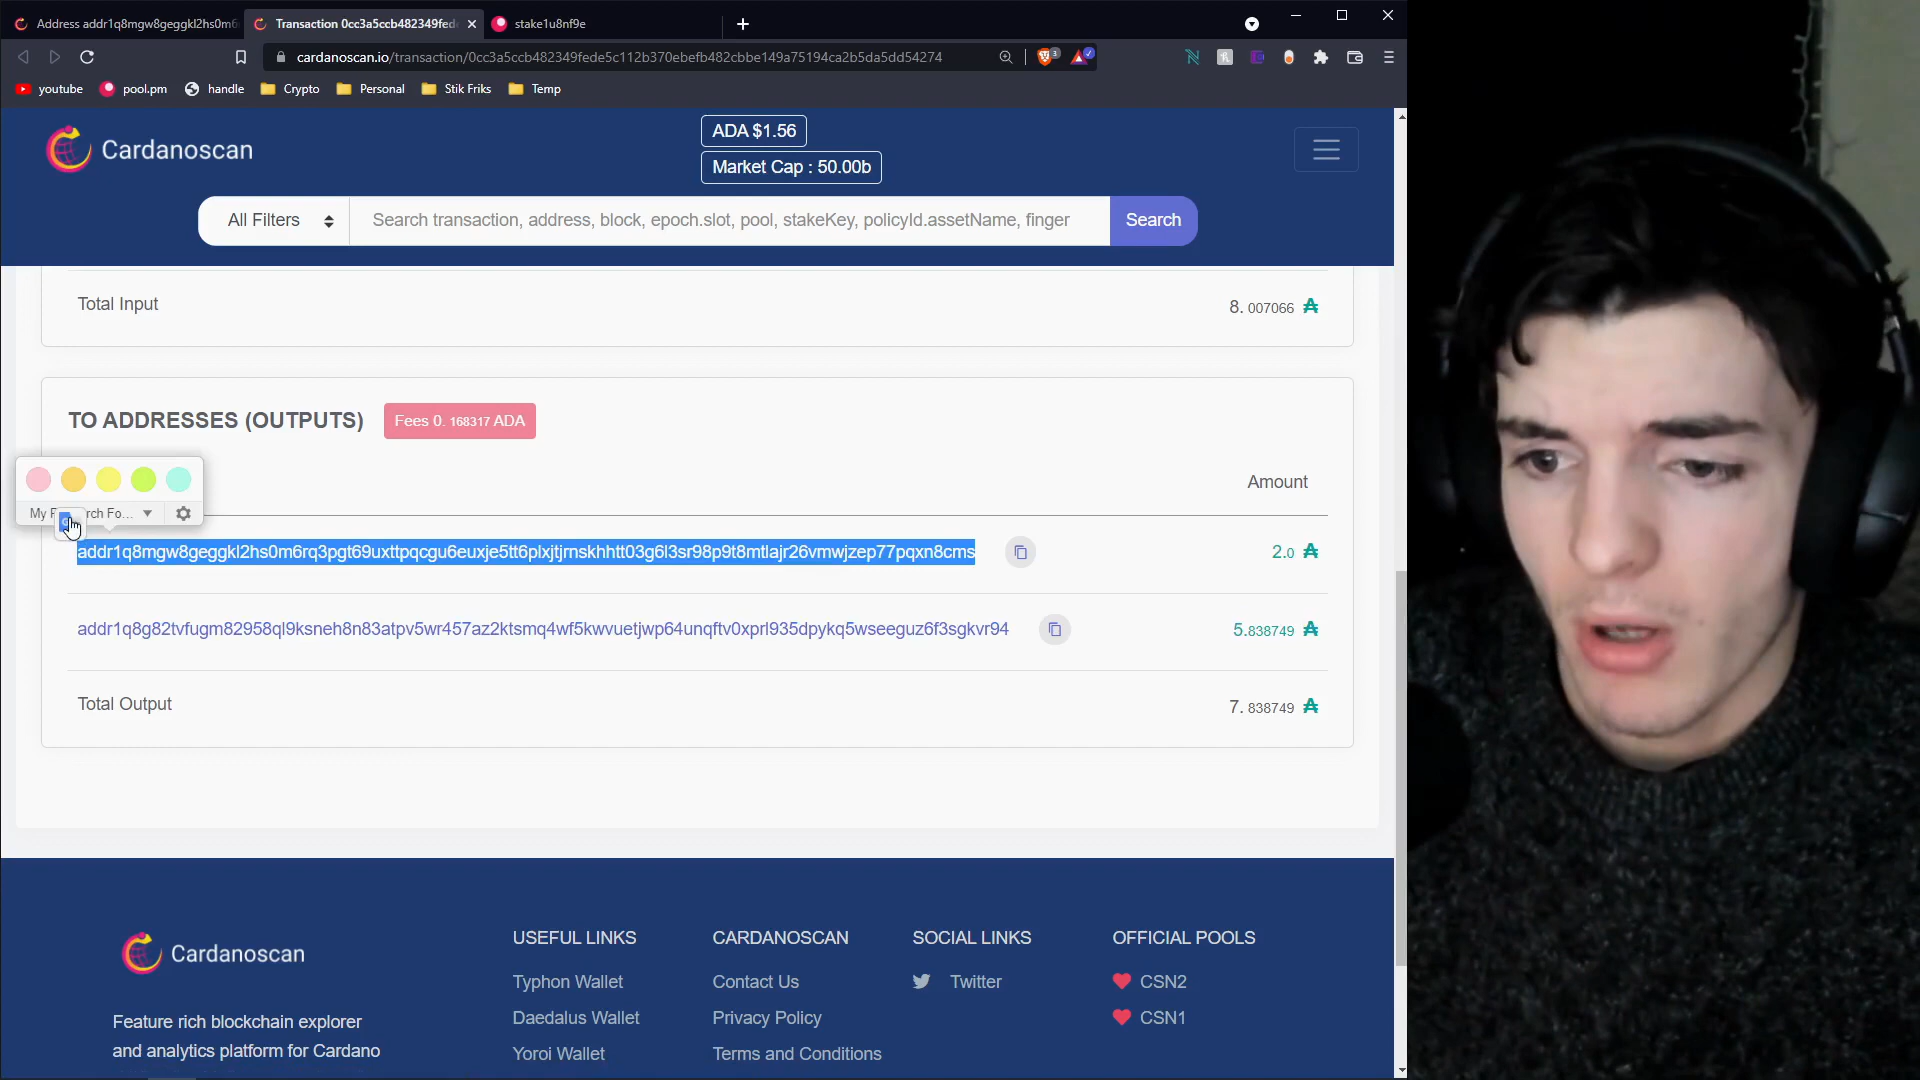 Address addr1q8mgw8geggkl2hs0m6
Transaction 0cc3a5ccb482349fede
stake1u8nf9e
cardanoscan.io/transaction/0cc3a5ccb482349fede5c112b370ebefb482cbbe149a75194ca2b5da5dd54274
youtube
pool.pm
handle
Crypto
Personal
Stik Friks
Temp
Cardanoscan
ADA $1.56
Market Cap : 50.00b
All Filters
Search transaction, address, block, epoch.slot, pool, stakeKey, policyId.assetName, finger
Search
Total Input
8. 007066 ₳
TO ADDRESSES (OUTPUTS)
Fees 0. 168317 ADA
Amount
addr1q8mgw8geggkl2hs0m6rq3pgt69uxttpqcgu6euxje5tt6plxjtjrnskhhtt03g6l3sr98p9t8mtlajr26vmwjzep77pqxn8cms
2.0 ₳
addr1q8g82tvfugm82958ql9ksneh8n83atpv5wr457az2ktsmq4wf5kwvuetjwp64unqftv0xprl935dpykq5wseeguz6f3sgkvr94
5.838749 ₳
Total Output
7. 838749 ₳
Cardanoscan
Feature rich blockchain explorer
and analytics platform for Cardano
USEFUL LINKS
Typhon Wallet
Daedalus Wallet
Yoroi Wallet
CARDANOSCAN
Contact Us
Privacy Policy
Terms and Conditions
SOCIAL LINKS
Twitter
OFFICIAL POOLS
CSN2
CSN1